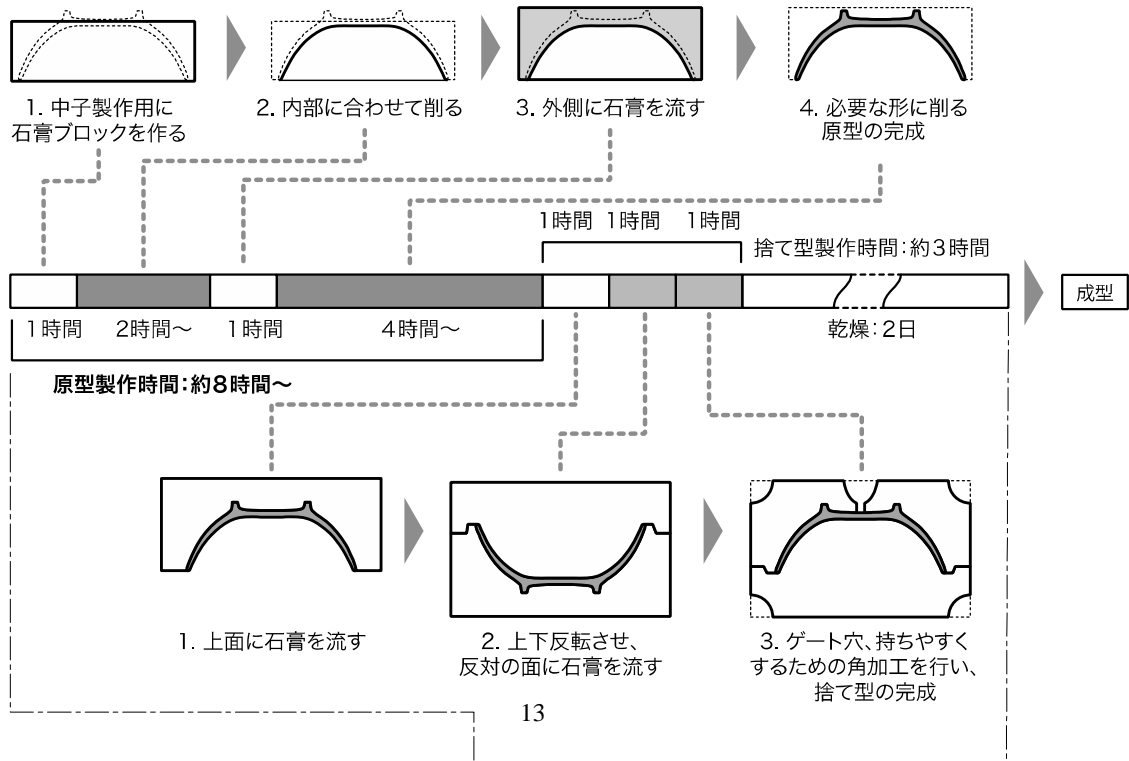 1. 中子製作用に
石膏ブロックを作る
2. 内部に合わせて削る
3. 外側に石膏を流す
4. 必要な形に削る
原型の完成
1時間 1時間 1時間
捨て型製作時間：約3時間
成型
1時間 2時間～ 1時間 4時間～
乾燥：2日
原型製作時間：約8時間～
1. 上面に石膏を流す
2. 上下反転させ、
反対の面に石膏を流す
3. ゲート穴、持ちやすく
するための角加工を行い、
捨て型の完成
13